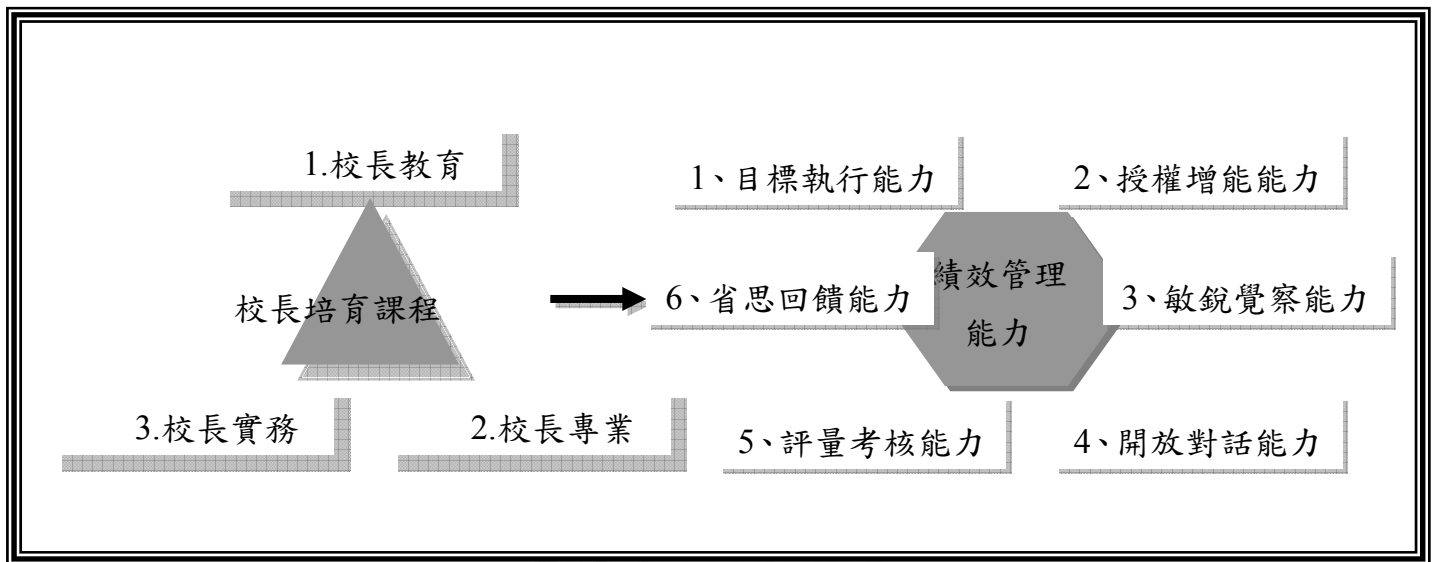 1.校長教育
校長培育課程
3.校長實務
2.校長專業
1、目標執行能力
2、授權增能能力
6、省思回饋能力
績效管理
能力
3、敏銳覺察能力
5、評量考核能力
4、開放對話能力